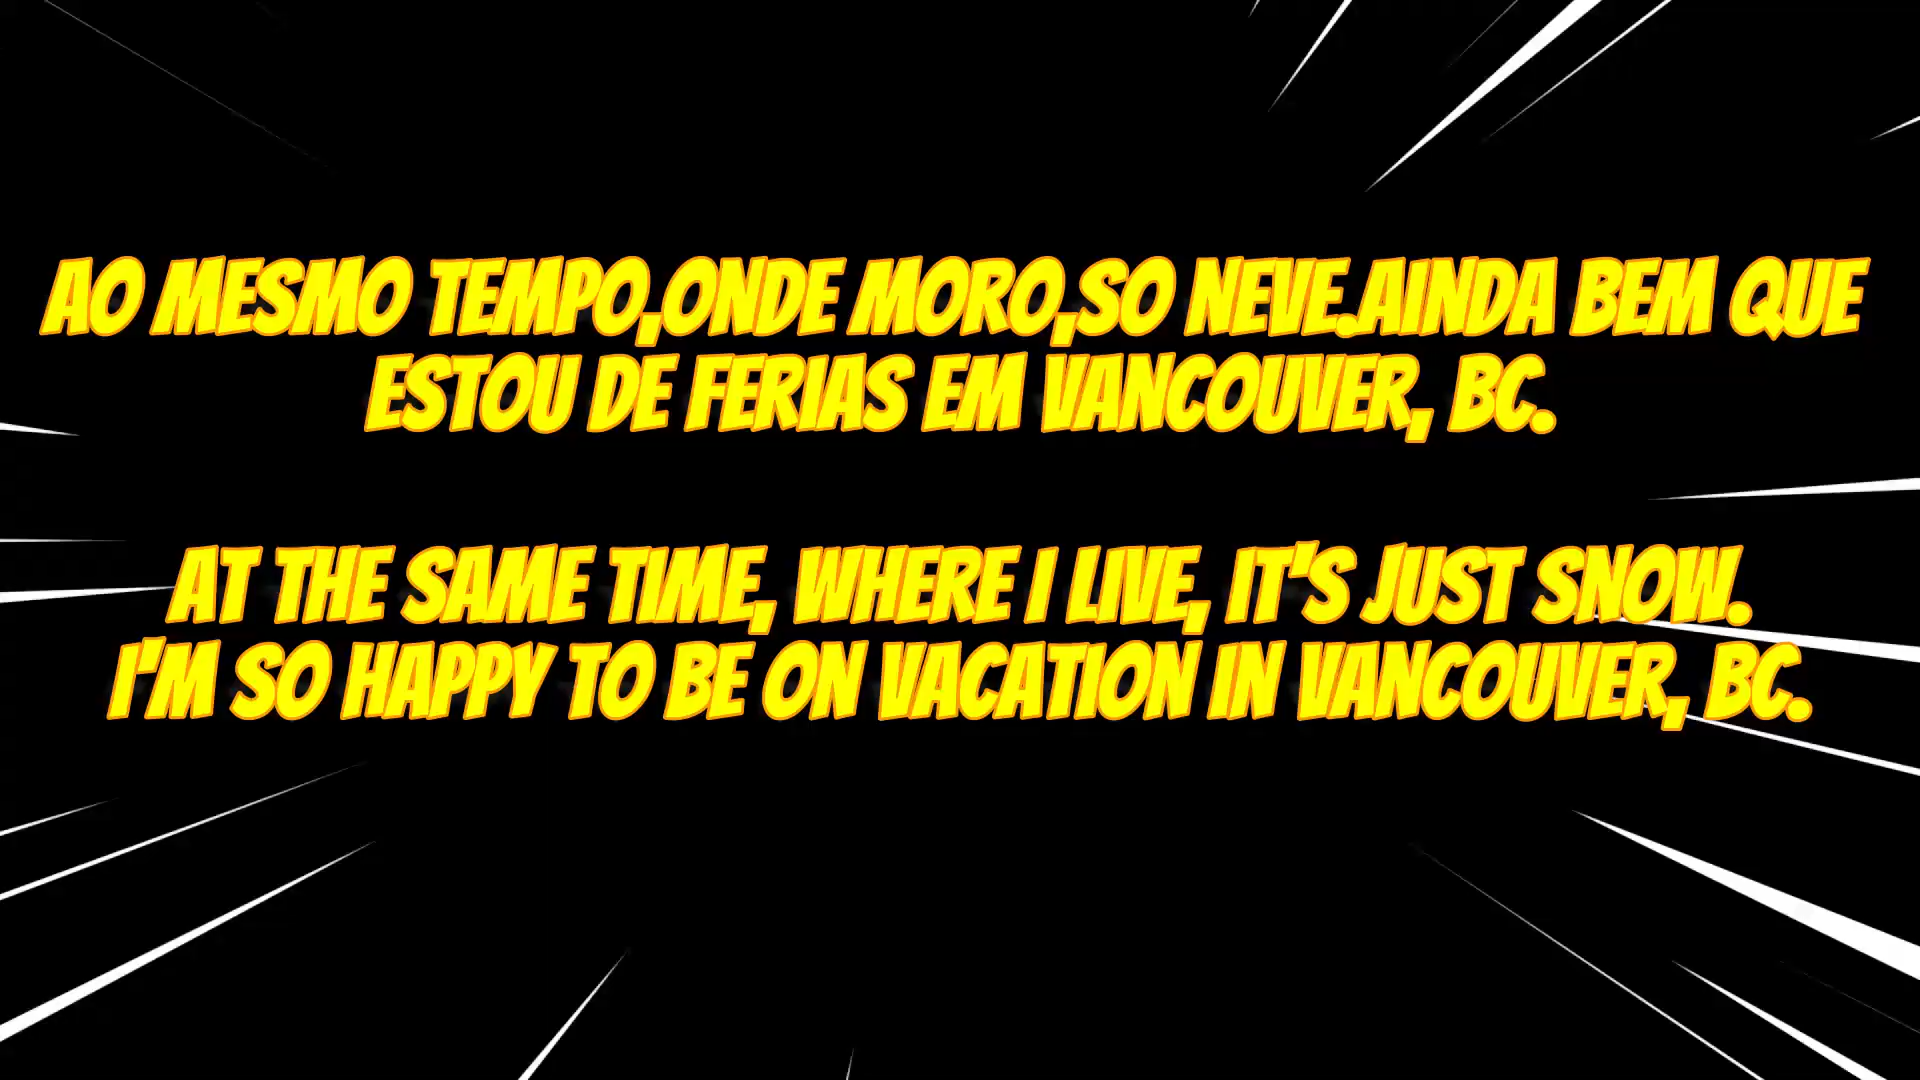 AO MESMO TEMPO,ONDE MORO,SO NEVE.AINDA BEM QUE
ESTOU DE FERIAS EM VANCOUVER, BC.
AT THE SAME TIME, WHERE I LIVE, IT'S JUST SNOW.
I'M SO HAPPY TO BE ON VACATION IN VANCOUVER, BC.